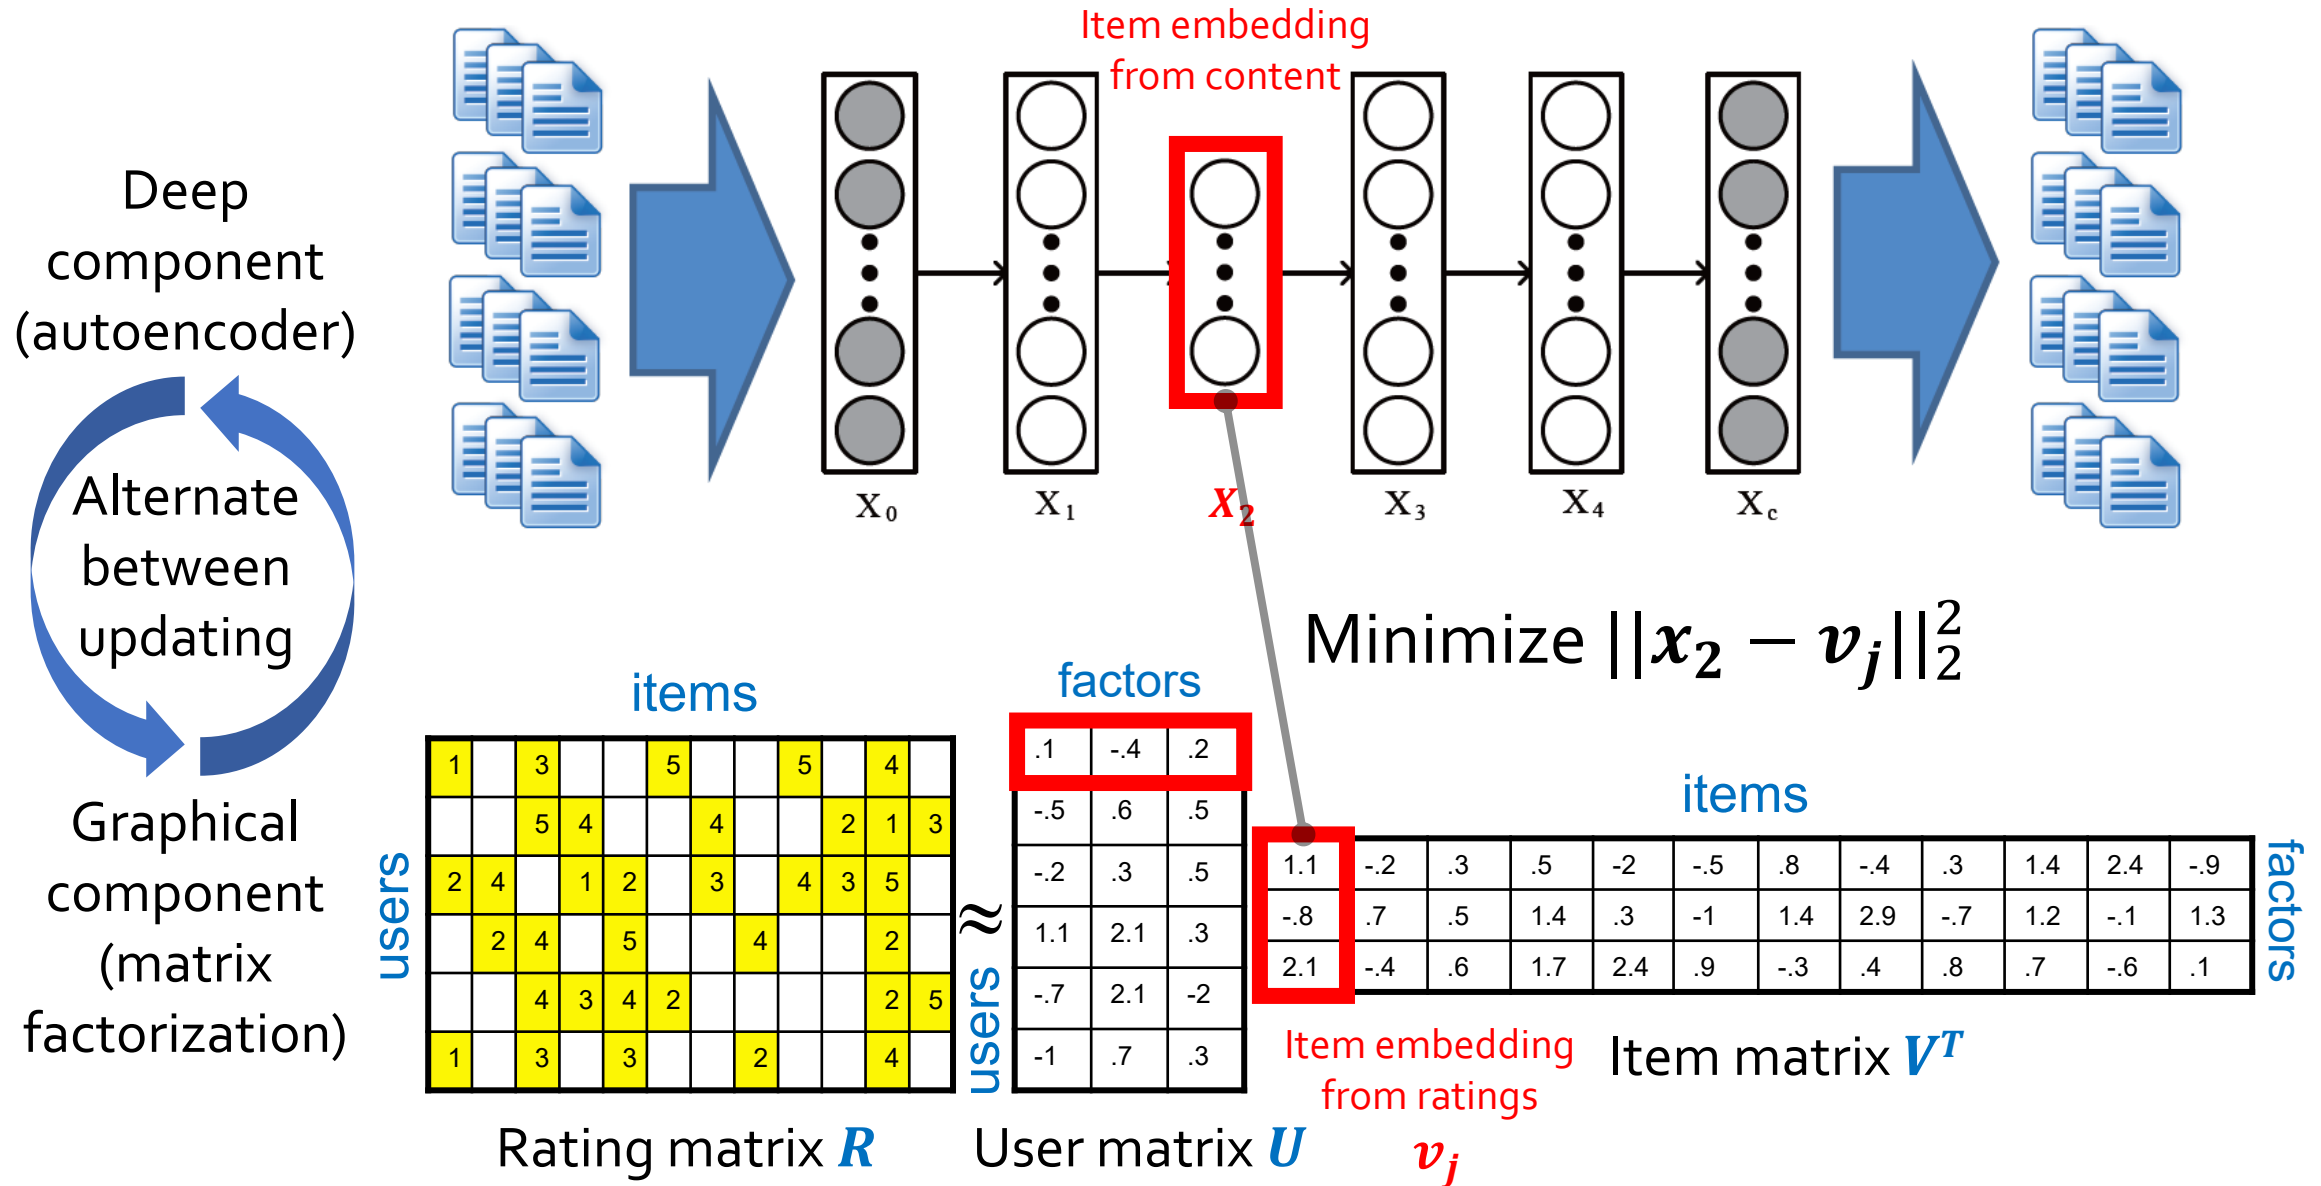 Item embedding
from content
Deep
component
(autoencoder)
X₀
X₁
X₂
X₃
X₄
X_c
Alternate
between
updating
Minimize ||x₂ − v_j||₂²
Graphical
component
(matrix
factorization)
items
users
1 3 5 5 4
5 4 4 2 1 3
2 4 1 2 3 4 3 5
2 4 5 4 2
4 3 4 2 2 5
1 3 3 2 4
Rating matrix R
≈
factors
users
.1 -.4 .2
-.5 .6 .5
-.2 .3 .5
1.1 2.1 .3
-.7 2.1 -2
-1 .7 .3
User matrix U
items
factors
1.1 -.2 .3 .5 -2 -.5 .8 -.4 .3 1.4 2.4 -.9
-.8 .7 .5 1.4 .3 -1 1.4 2.9 -.7 1.2 -.1 1.3
2.1 -.4 .6 1.7 2.4 .9 -.3 .4 .8 .7 -.6 .1
Item embedding
from ratings
v_j
Item matrix V^T